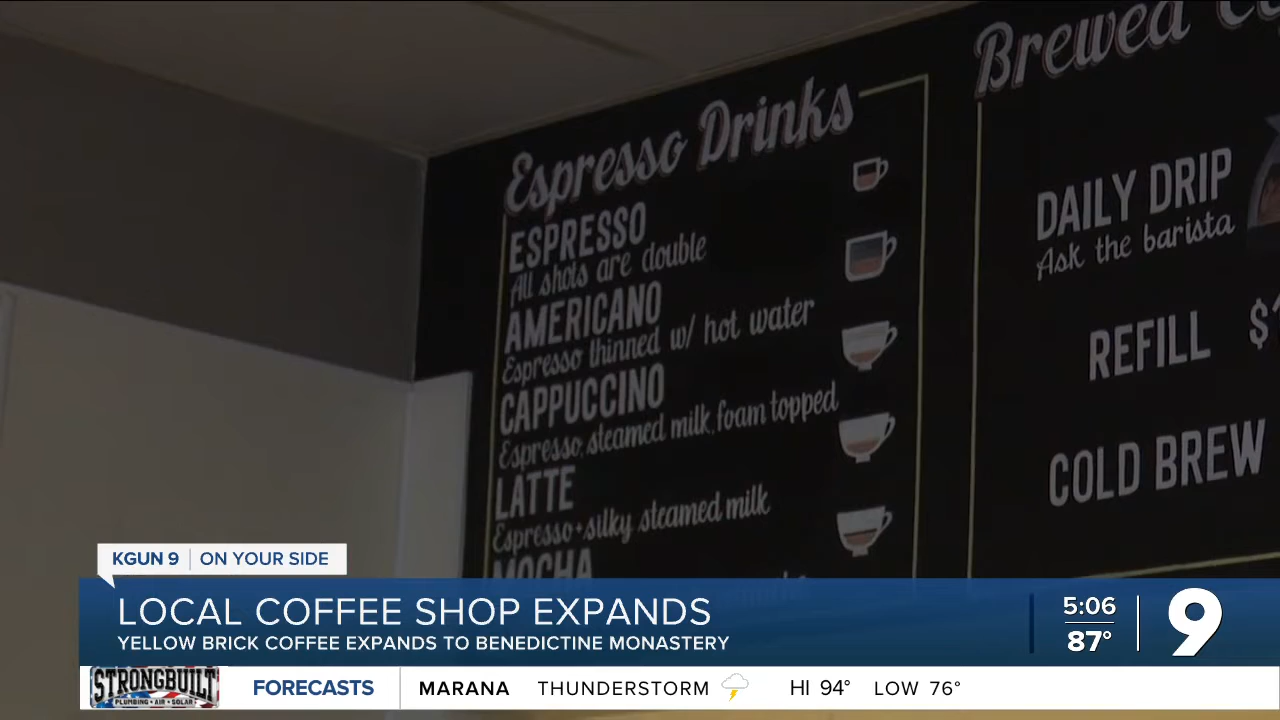 Espresso Drinks
ESPRESSO
All shots are double
AMERICANO
Espresso thinned w/ hot water
CAPPUCCINO
Espresso, steamed milk, foam topped
LATTE
Espresso + silky steamed milk
MOCHA
Brewed
DAILY DRIP
Ask the barista
REFILL $
COLD BREW
KGUN 9 | ON YOUR SIDE
LOCAL COFFEE SHOP EXPANDS
YELLOW BRICK COFFEE EXPANDS TO BENEDICTINE MONASTERY
5:06
87°
9
STRONGBUILT
PLUMBING • AIR • SOLAR
FORECASTS MARANA THUNDERSTORM HI 94° LOW 76°